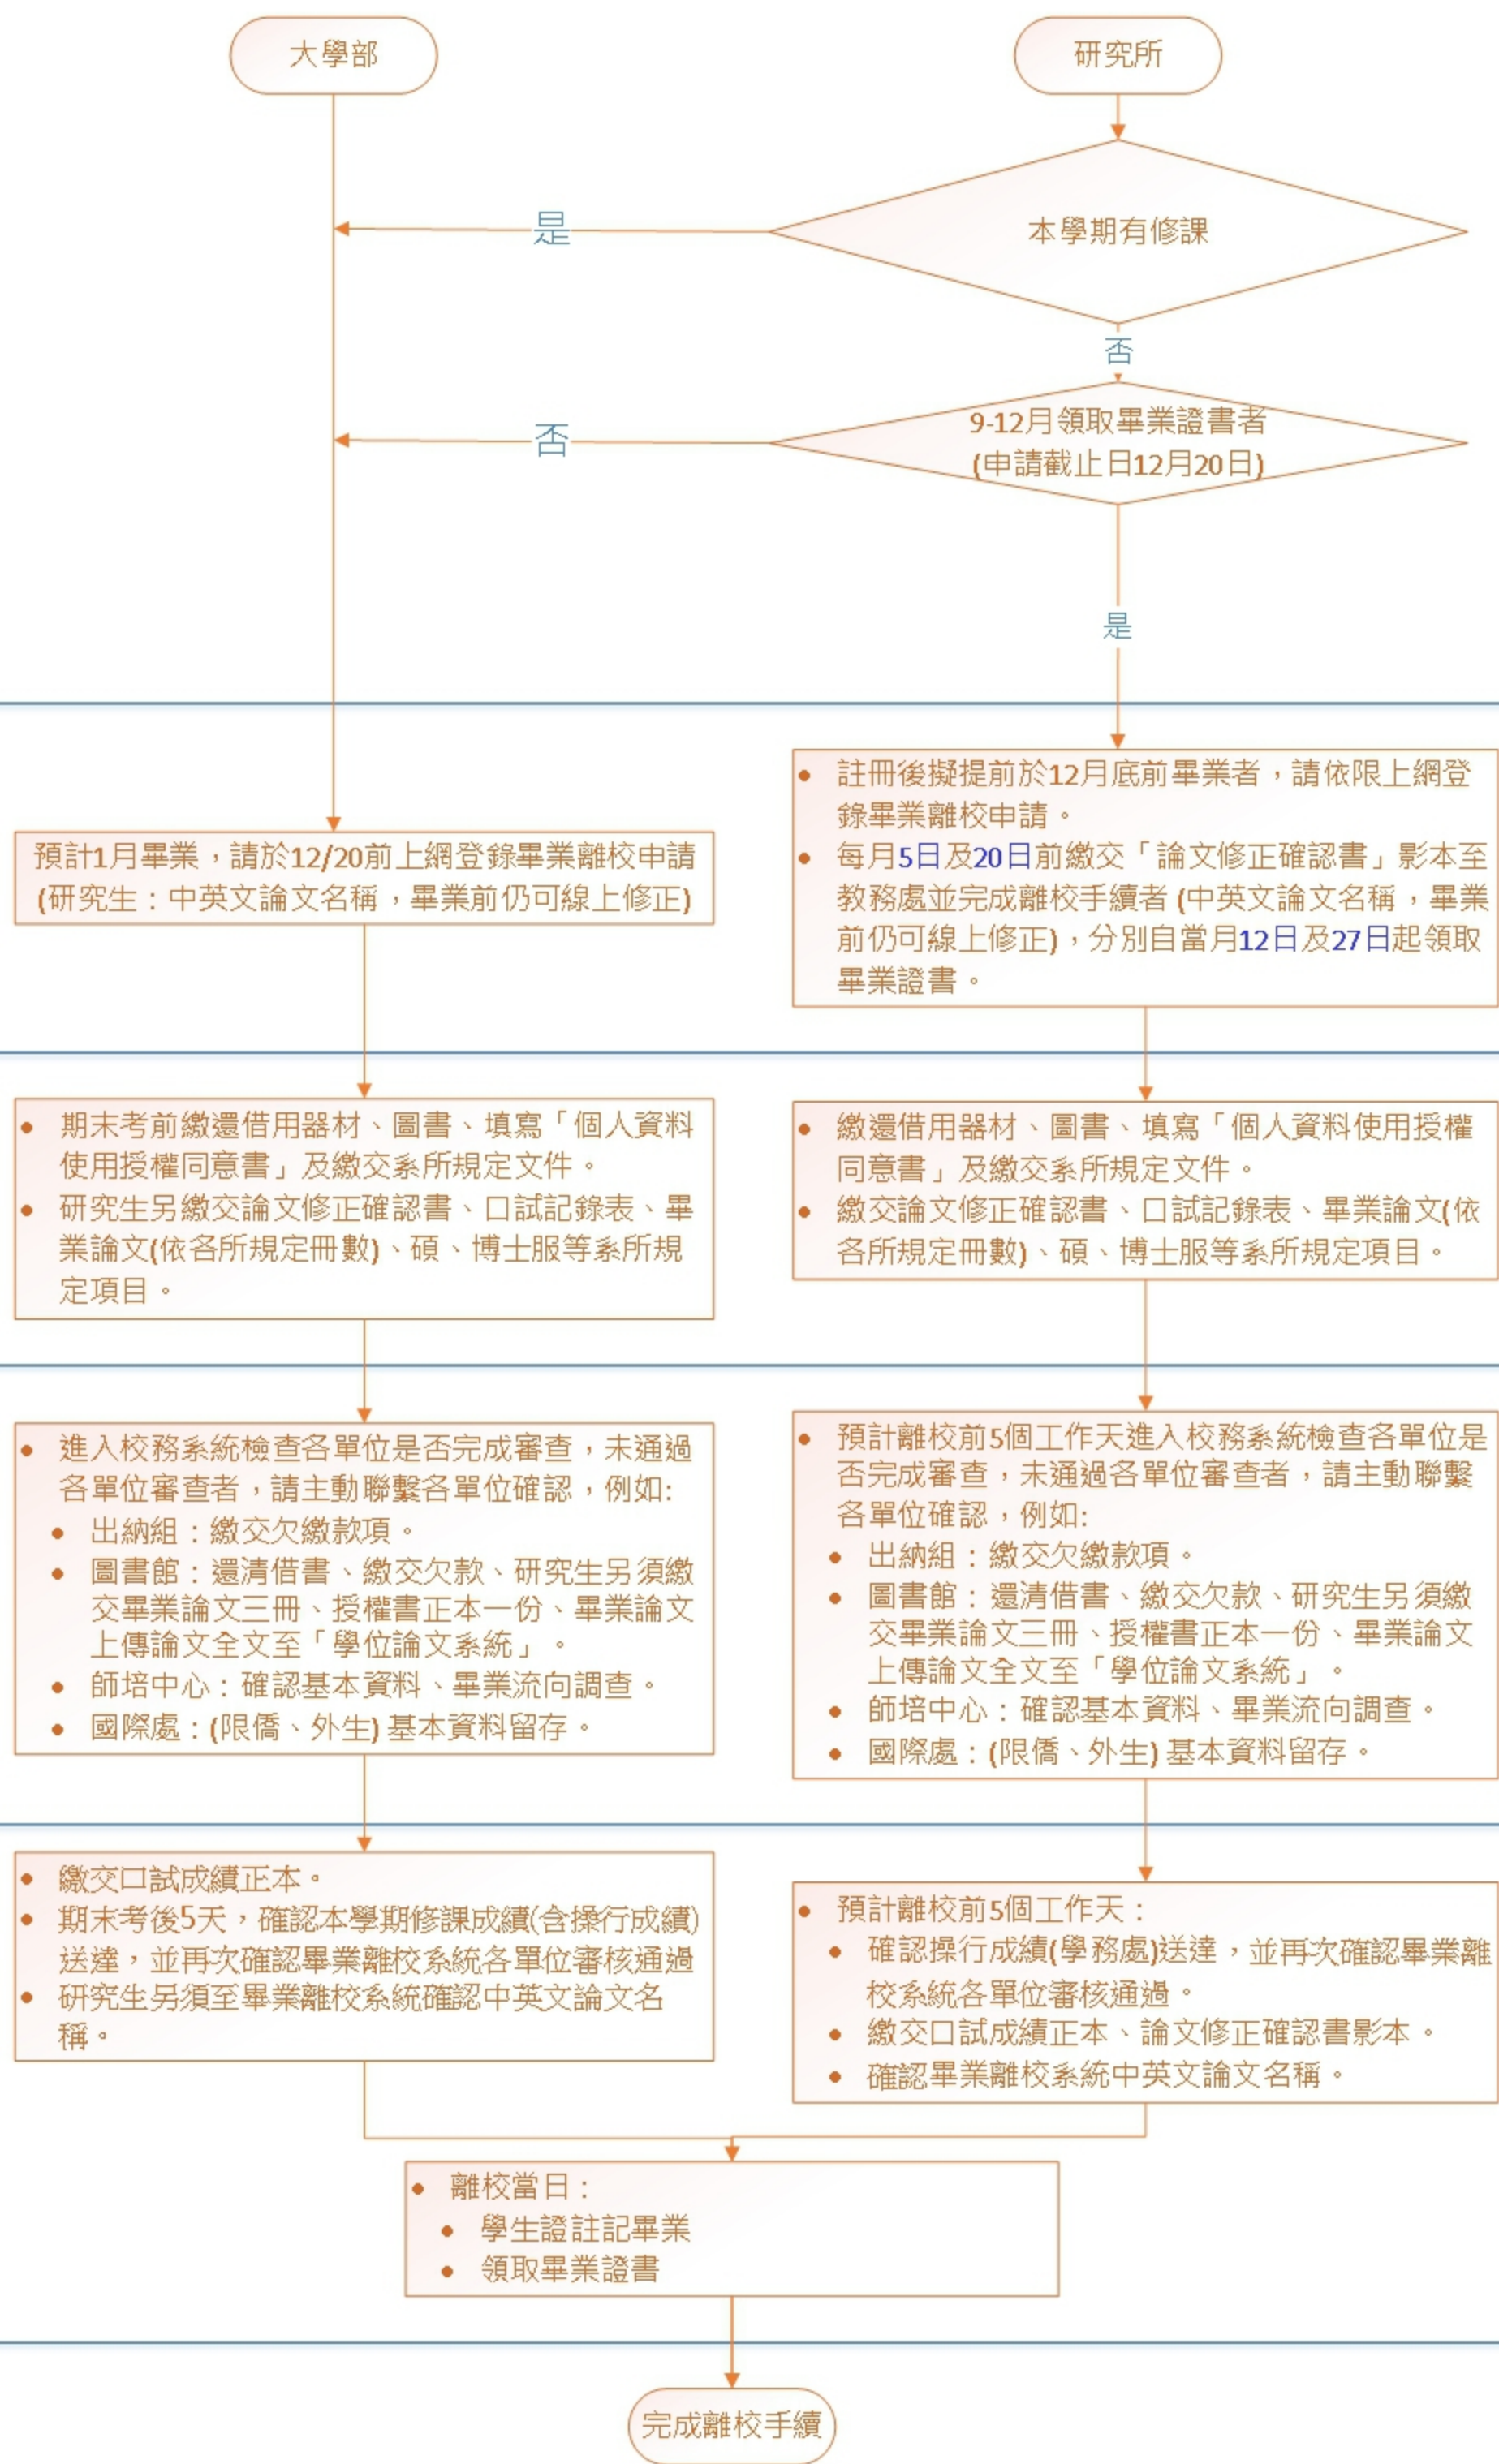 大學部
研究所
本學期有修課
是
否
9-12月領取畢業證書者
(申請截止日12月20日)
否
是
預計1月畢業，請於12/20前上網登錄畢業離校申請
(研究生：中英文論文名稱，畢業前仍可線上修正)
• 註冊後擬提前於12月底前畢業者，請依限上網登
錄畢業離校申請。
• 每月5日及20日前繳交「論文修正確認書」影本至
教務處並完成離校手續者 (中英文論文名稱，畢業
前仍可線上修正)，分別自當月12日及27日起領取
畢業證書。
• 期末考前繳還借用器材、圖書、填寫「個人資料
使用授權同意書」及繳交系所規定文件。
• 研究生另繳交論文修正確認書、口試記錄表、畢
業論文(依各所規定冊數)、碩、博士服等系所規
定項目。
• 繳還借用器材、圖書、填寫「個人資料使用授權
同意書」及繳交系所規定文件。
• 繳交論文修正確認書、口試記錄表、畢業論文(依
各所規定冊數)、碩、博士服等系所規定項目。
• 進入校務系統檢查各單位是否完成審查，未通過
各單位審查者，請主動聯繫各單位確認，例如:
• 出納組：繳交欠繳款項。
• 圖書館：還清借書、繳交欠款、研究生另須繳
交畢業論文三冊、授權書正本一份、畢業論文
上傳論文全文至「學位論文系統」。
• 師培中心：確認基本資料、畢業流向調查。
• 國際處：(限僑、外生) 基本資料留存。
• 預計離校前5個工作天進入校務系統檢查各單位是
否完成審查，未通過各單位審查者，請主動聯繫
各單位確認，例如:
• 出納組：繳交欠繳款項。
• 圖書館：還清借書、繳交欠款、研究生另須繳
交畢業論文三冊、授權書正本一份、畢業論文
上傳論文全文至「學位論文系統」。
• 師培中心：確認基本資料、畢業流向調查。
• 國際處：(限僑、外生) 基本資料留存。
• 繳交口試成績正本。
• 期末考後5天，確認本學期修課成績(含操行成績)
送達，並再次確認畢業離校系統各單位審核通過
• 研究生另須至畢業離校系統確認中英文論文名
稱。
• 預計離校前5個工作天：
• 確認操行成績(學務處)送達，並再次確認畢業離
校系統各單位審核通過。
• 繳交口試成績正本、論文修正確認書影本。
• 確認畢業離校系統中英文論文名稱。
• 離校當日：
• 學生證註記畢業
• 領取畢業證書
完成離校手續